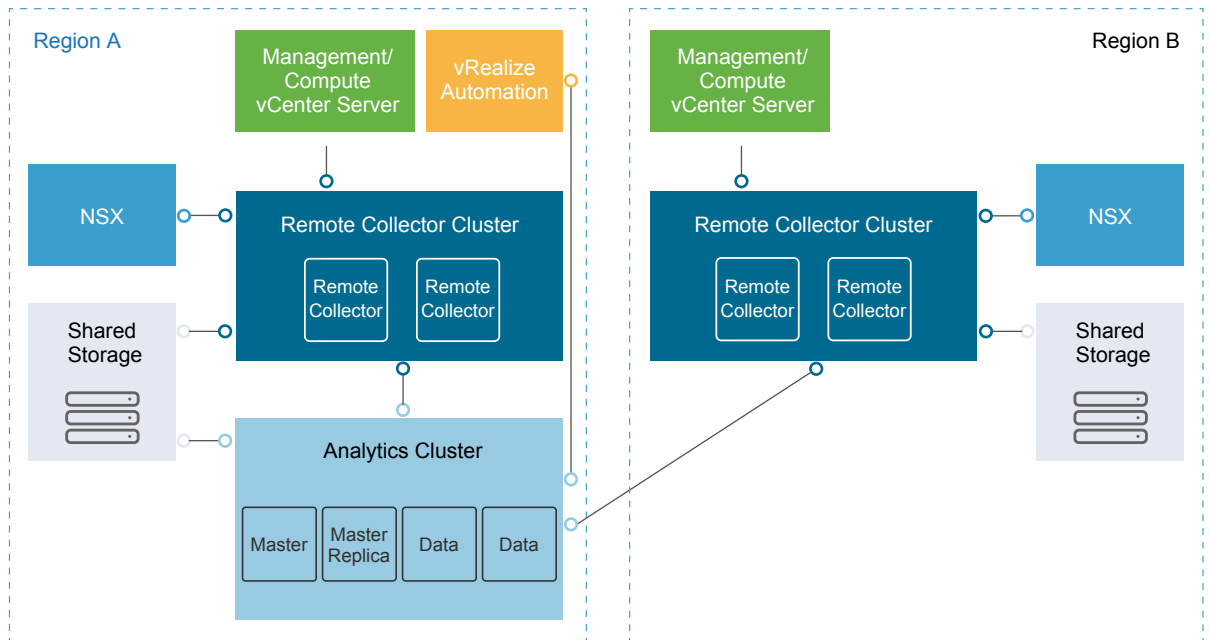 Region A
Management/
Compute
vCenter Server
vRealize
Automation
NSX
Remote Collector Cluster
Remote
Collector
Remote
Collector
Shared
Storage
Analytics Cluster
Master
Master
Replica
Data
Data
Region B
Management/
Compute
vCenter Server
Remote Collector Cluster
Remote
Collector
Remote
Collector
NSX
Shared
Storage